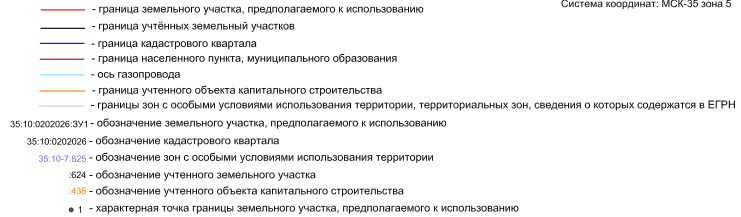 Система координат: МСК-35 зона 5
- граница земельного участка, предполагаемого к использованию
- граница учтённых земельный участков
- граница кадастрового квартала
- граница населенного пункта, муниципального образования
- ось газопровода
- граница учтенного объекта капитального строительства
- границы зон с особыми условиями использования территории, территориальных зон, сведения о которых содержатся в ЕГРН
35:10:0202026:ЗУ1 - обозначение земельного участка, предполагаемого к использованию
35:10:0202026 - обозначение кадастрового квартала
35:10-7.825 - обозначение зон с особыми условиями использования территории
:624 - обозначение учтенного земельного участка
:436 - обозначение учтенного объекта капитального строительства
1 - характерная точка границы земельного участка, предполагаемого к использованию